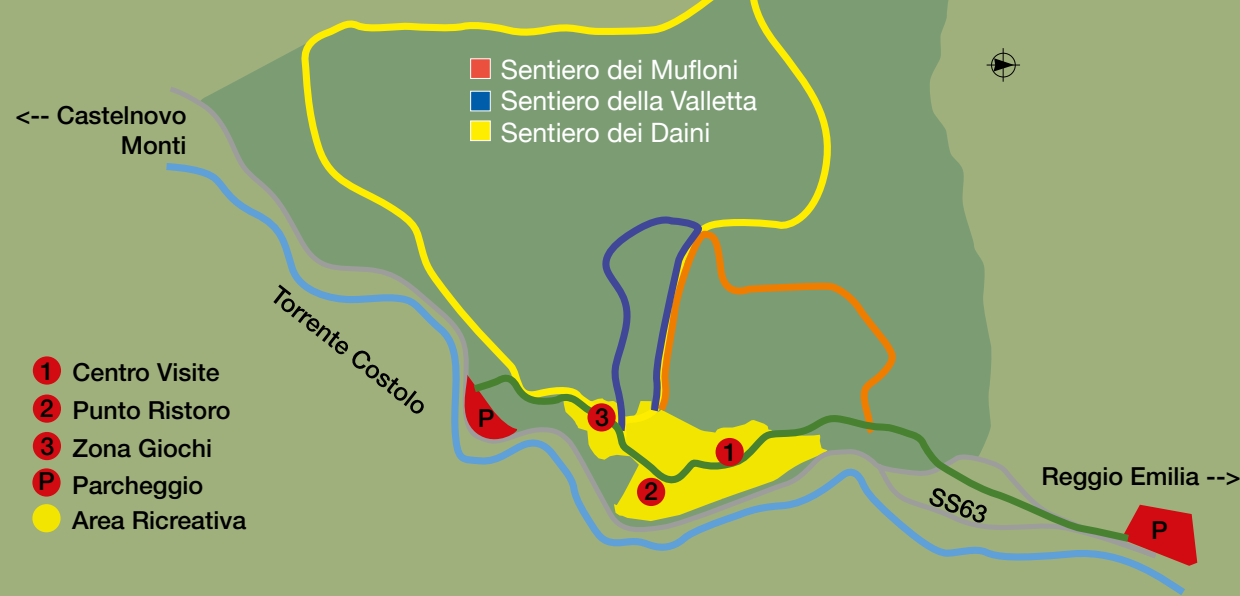 Sentiero dei Mufloni
Sentiero della Valletta
Sentiero dei Daini
<-- Castelnovo
Monti
Torrente Costolo
1 Centro Visite
2 Punto Ristoro
3 Zona Giochi
P Parcheggio
Area Ricreativa
P
3
1
2
SS63
Reggio Emilia -->
P